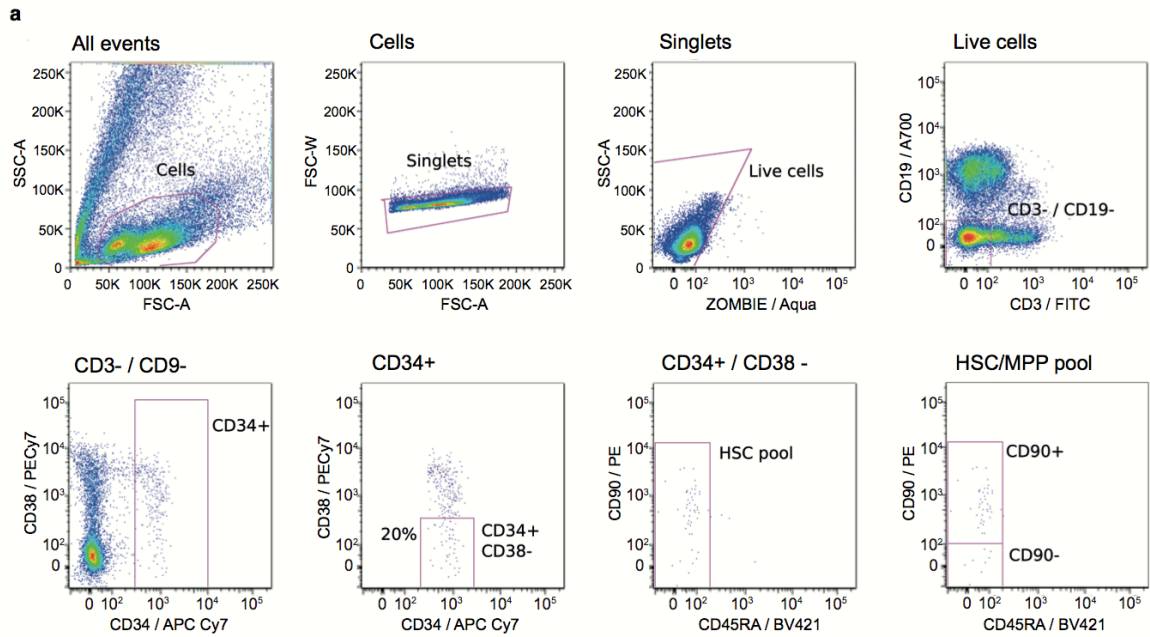 a
All events
Cells
Singlets
Live cells
250K
200K
150K
100K
50K
0
SSC-A
Cells
0 50K 100K 150K 200K 250K
FSC-A
250K
200K
150K
100K
50K
0
FSC-W
Singlets
0 50K 100K 150K 200K 250K
FSC-A
250K
200K
150K
100K
50K
0
SSC-A
Live cells
0 10² 10³ 10⁴ 10⁵
ZOMBIE / Aqua
10⁵
10⁴
10³
10²
0
CD19 / A700
CD3- / CD19-
0 10² 10³ 10⁴ 10⁵
CD3 / FITC
CD3- / CD9-
CD34+
CD34+ / CD38 -
HSC/MPP pool
10⁵
10⁴
10³
10²
0
CD38 / PECy7
CD34+
0 10² 10³ 10⁴ 10⁵
CD34 / APC Cy7
10⁵
10⁴
10³
10²
0
CD38 / PECy7
20%
CD34+
CD38-
0 10² 10³ 10⁴ 10⁵
CD34 / APC Cy7
10⁵
10⁴
10³
10²
0
CD90 / PE
HSC pool
0 10² 10³ 10⁴ 10⁵
CD45RA / BV421
10⁵
10⁴
10³
10²
0
CD90 / PE
CD90+
CD90-
0 10² 10³ 10⁴ 10⁵
CD45RA / BV421